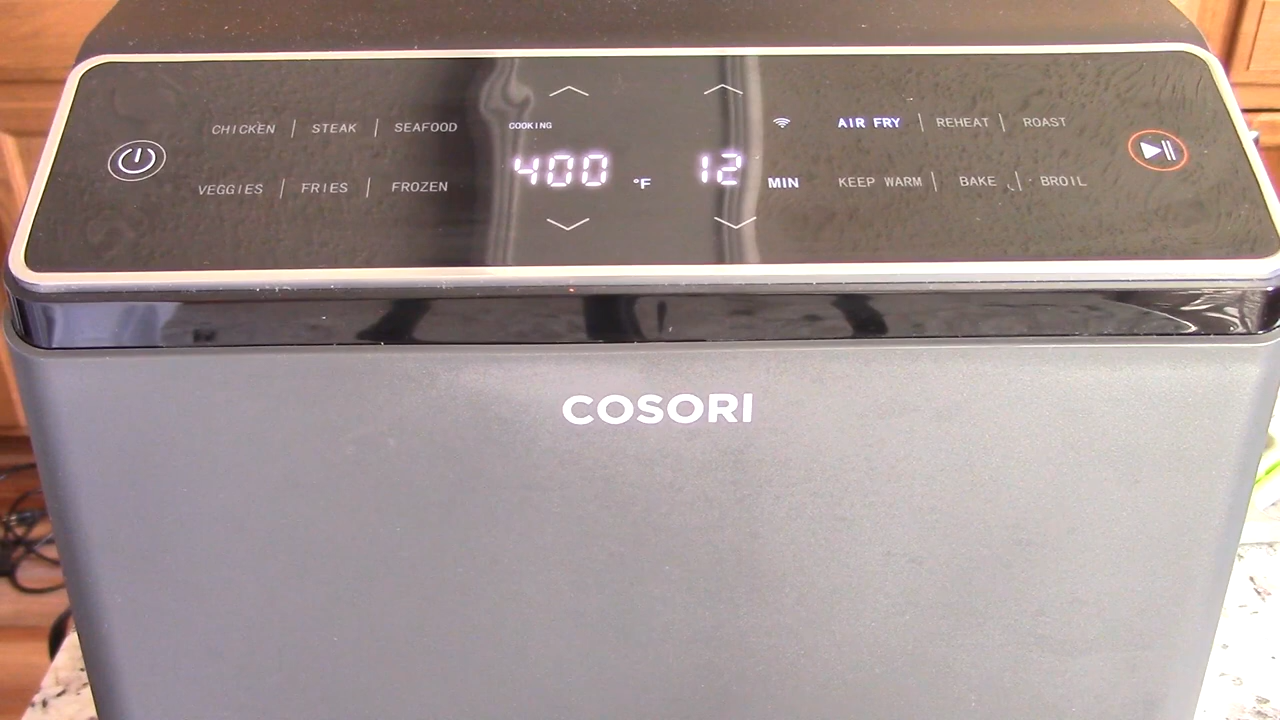 CHICKEN | STEAK | SEAFOOD
VEGGIES | FRIES | FROZEN
COOKING
400 °F
12 MIN
AIR FRY | REHEAT | ROAST
KEEP WARM | BAKE | BROIL
COSORI